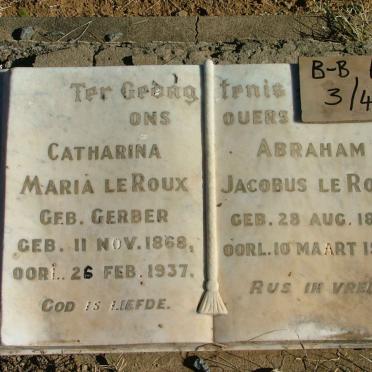 B-B
3/4
Ter Gedagtenis
ONS OUERS
CATHARINA
MARIA LE ROUX
GEB. GERBER
GEB. 11 NOV. 1868,
OORL. 26 FEB. 1937.
GOD IS LIEFDE.
ABRAHAM
JACOBUS LE RO
GEB. 28 AUG. 18
OORL. 10 MAART 19
RUS IN VRE